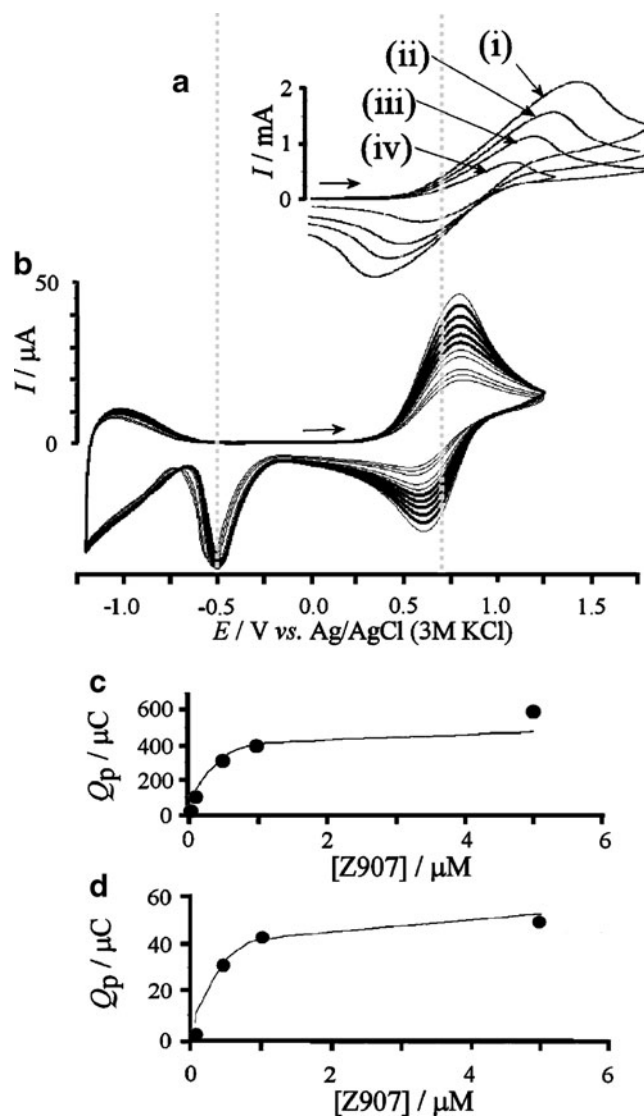 a
(i)
(ii)
(iii)
(iv)
I / mA
2
1
0
b
I / μA
50
0
-1.0 -0.5 0.0 0.5 1.0 1.5
E / V vs. Ag/AgCl (3M KCl)
c
Qp / μC
600
400
200
0
0 2 4 6
[Z907] / μM
d
Qp / μC
60
40
20
0
0 2 4 6
[Z907] / μM